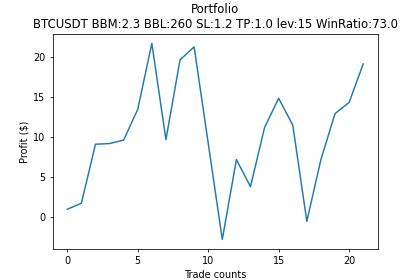 Portfolio
BTCUSDT BBM:2.3 BBL:260 SL:1.2 TP:1.0 lev:15 WinRatio:73.0
20
15
10
5
0
Profit ($)
0 5 10 15 20
Trade counts